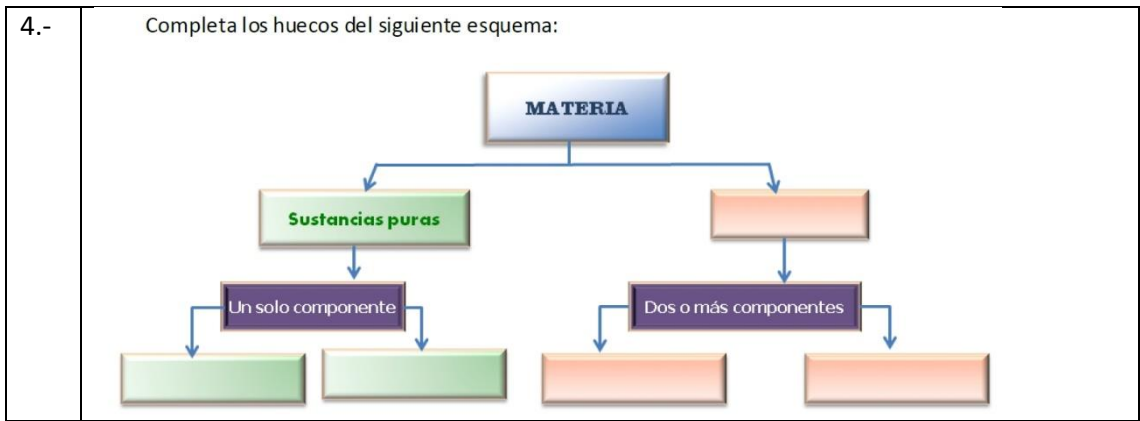 4.-
Completa los huecos del siguiente esquema:
MATERIA
Sustancias puras
Un solo componente
Dos o más componentes